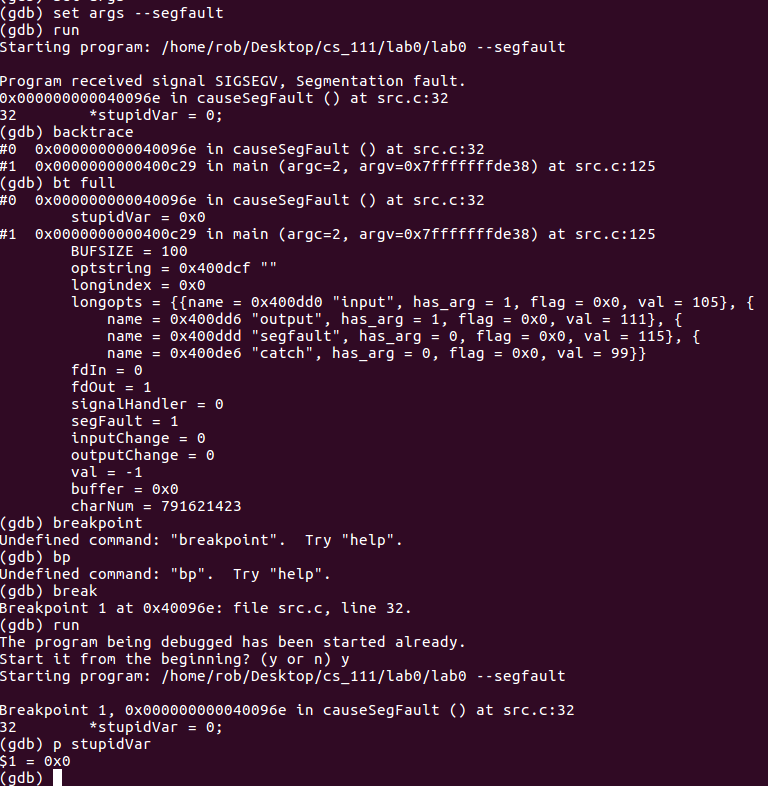 (gdb) set args --segfault
(gdb) run
Starting program: /home/rob/Desktop/cs_111/lab0/lab0 --segfault

Program received signal SIGSEGV, Segmentation fault.
0x000000000040096e in causeSegFault () at src.c:32
32        *stupidVar = 0;
(gdb) backtrace
#0  0x000000000040096e in causeSegFault () at src.c:32
#1  0x0000000000400c29 in main (argc=2, argv=0x7fffffffde38) at src.c:125
(gdb) bt full
#0  0x000000000040096e in causeSegFault () at src.c:32
        stupidVar = 0x0
#1  0x0000000000400c29 in main (argc=2, argv=0x7fffffffde38) at src.c:125
        BUFSIZE = 100
        optstring = 0x400dcf ""
        longindex = 0x0
        longopts = {{name = 0x400dd0 "input", has_arg = 1, flag = 0x0, val = 105}, {
            name = 0x400dd6 "output", has_arg = 1, flag = 0x0, val = 111}, {
            name = 0x400ddd "segfault", has_arg = 0, flag = 0x0, val = 115}, {
            name = 0x400de6 "catch", has_arg = 0, flag = 0x0, val = 99}}
        fdIn = 0
        fdOut = 1
        signalHandler = 0
        segFault = 1
        inputChange = 0
        outputChange = 0
        val = -1
        buffer = 0x0
        charNum = 791621423
(gdb) breakpoint
Undefined command: "breakpoint".  Try "help".
(gdb) bp
Undefined command: "bp".  Try "help".
(gdb) break
Breakpoint 1 at 0x40096e: file src.c, line 32.
(gdb) run
The program being debugged has been started already.
Start it from the beginning? (y or n) y
Starting program: /home/rob/Desktop/cs_111/lab0/lab0 --segfault

Breakpoint 1, 0x000000000040096e in causeSegFault () at src.c:32
32        *stupidVar = 0;
(gdb) p stupidVar
$1 = 0x0
(gdb)